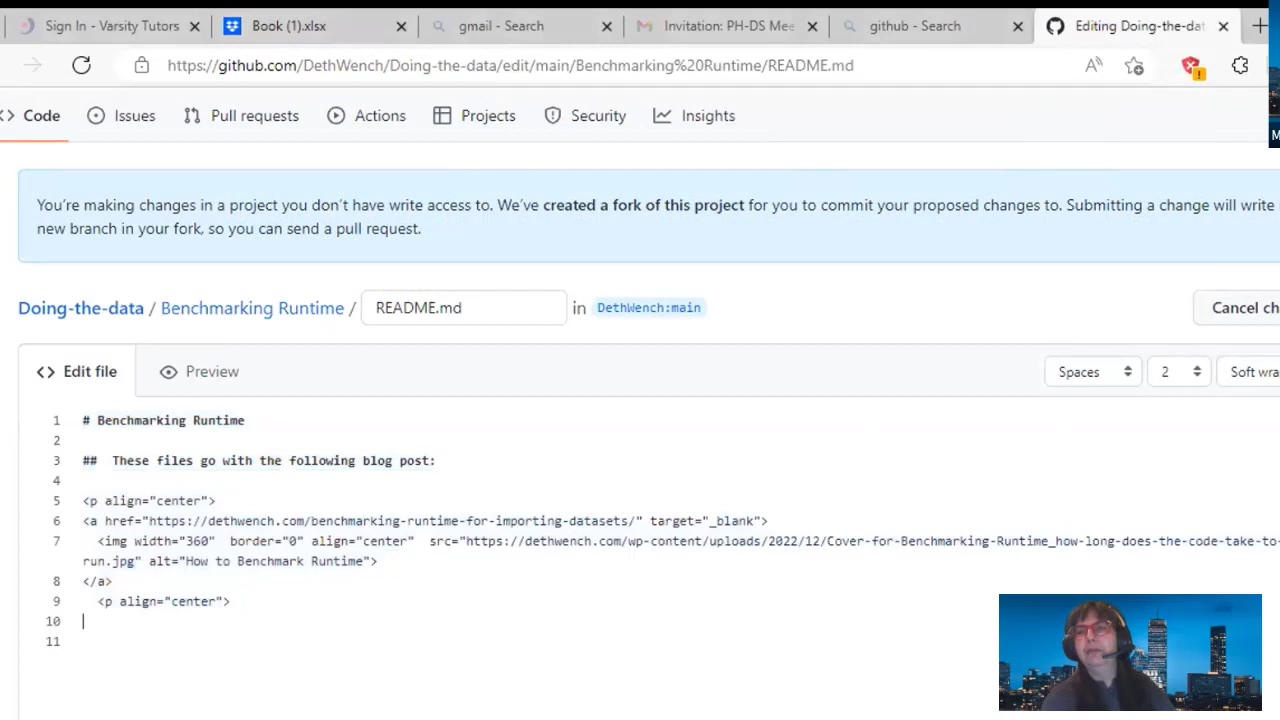 Sign In - Varsity Tutors
Book (1).xlsx
gmail - Search
Invitation: PH-DS Mee
github - Search
Editing Doing-the-dat
https://github.com/DethWench/Doing-the-data/edit/main/Benchmarking%20Runtime/README.md
Code
Issues
Pull requests
Actions
Projects
Security
Insights
M
You're making changes in a project you don't have write access to. We've created a fork of this project for you to commit your proposed changes to. Submitting a change will write
new branch in your fork, so you can send a pull request.
Doing-the-data / Benchmarking Runtime / README.md in DethWench:main
Cancel ch
Edit file
Preview
Spaces
2
Soft wra
1 # Benchmarking Runtime
2
3 ##  These files go with the following blog post:
4
5 <p align="center">
6 <a href="https://dethwench.com/benchmarking-runtime-for-importing-datasets/" target="_blank">
7   <img width="360"  border="0" align="center"  src="https://dethwench.com/wp-content/uploads/2022/12/Cover-for-Benchmarking-Runtime_how-long-does-the-code-take-to-
run.jpg" alt="How to Benchmark Runtime">
8 </a>
9   <p align="center">
10
11